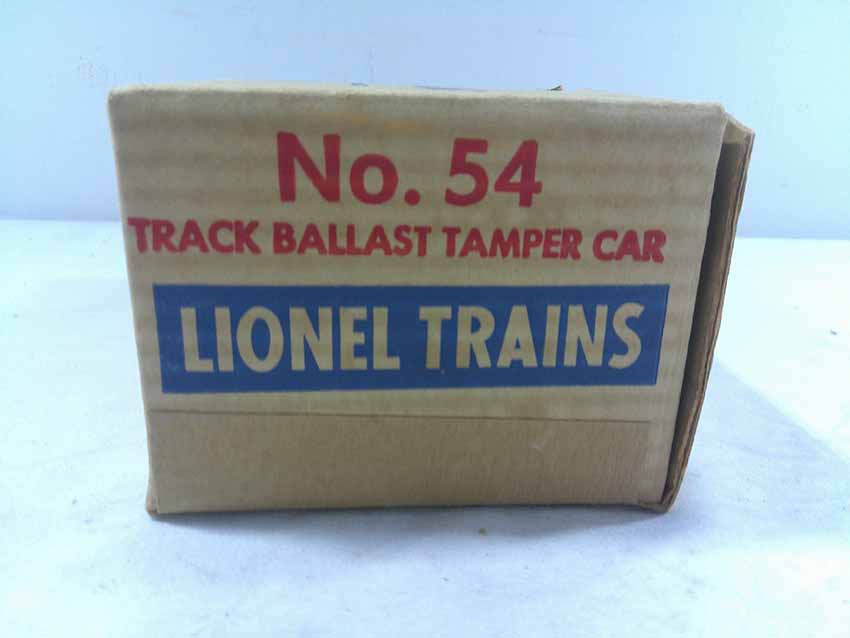 No. 54
TRACK BALLAST TAMPER CAR
LIONEL TRAINS